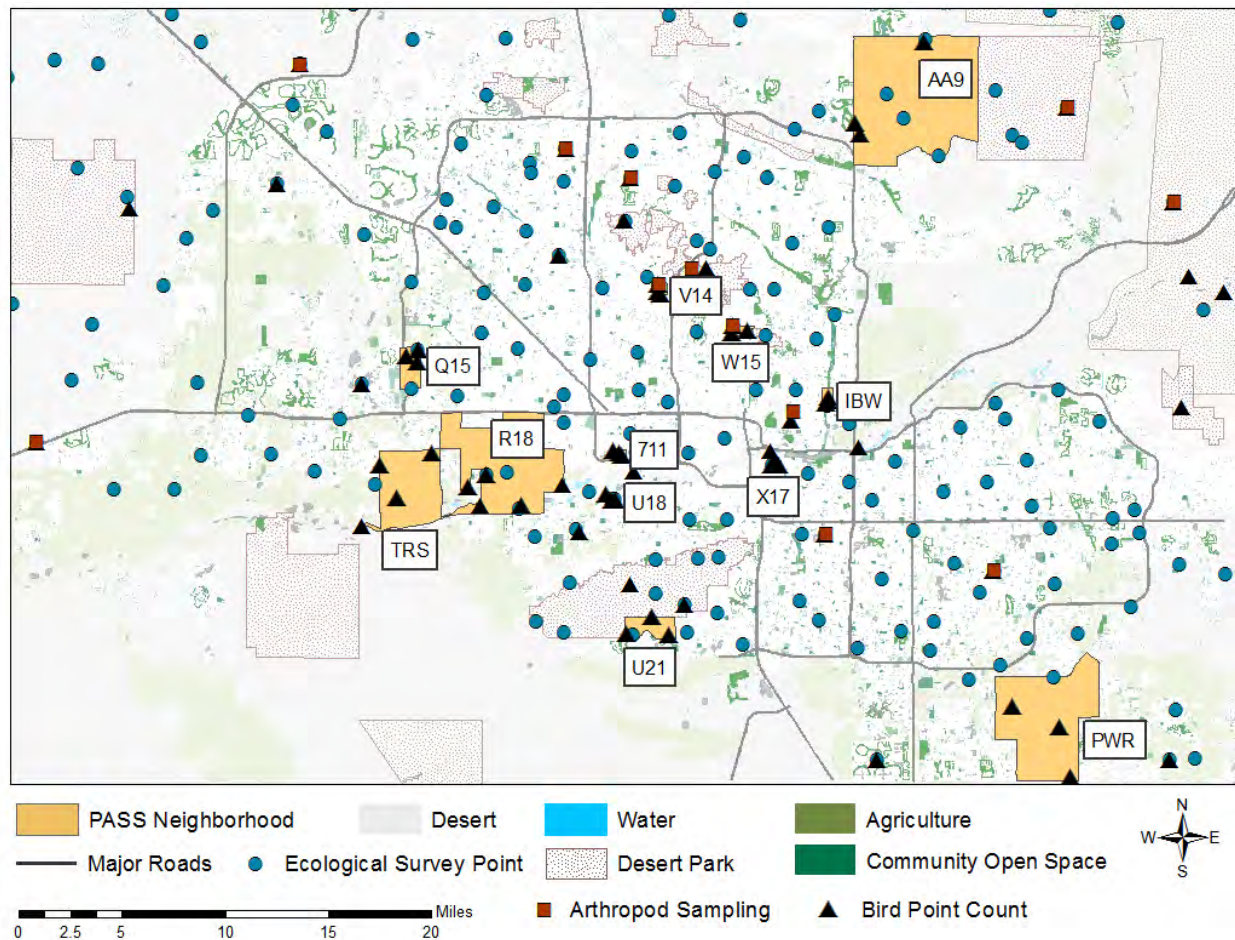 AA9
V14
W15
Q15
IBW
R18
711
X17
U18
TRS
U21
PWR
PASS Neighborhood Desert Water Agriculture
Major Roads Ecological Survey Point Desert Park Community Open Space
N
W E
S
Miles
0 2.5 5 10 15 20
Arthropod Sampling Bird Point Count